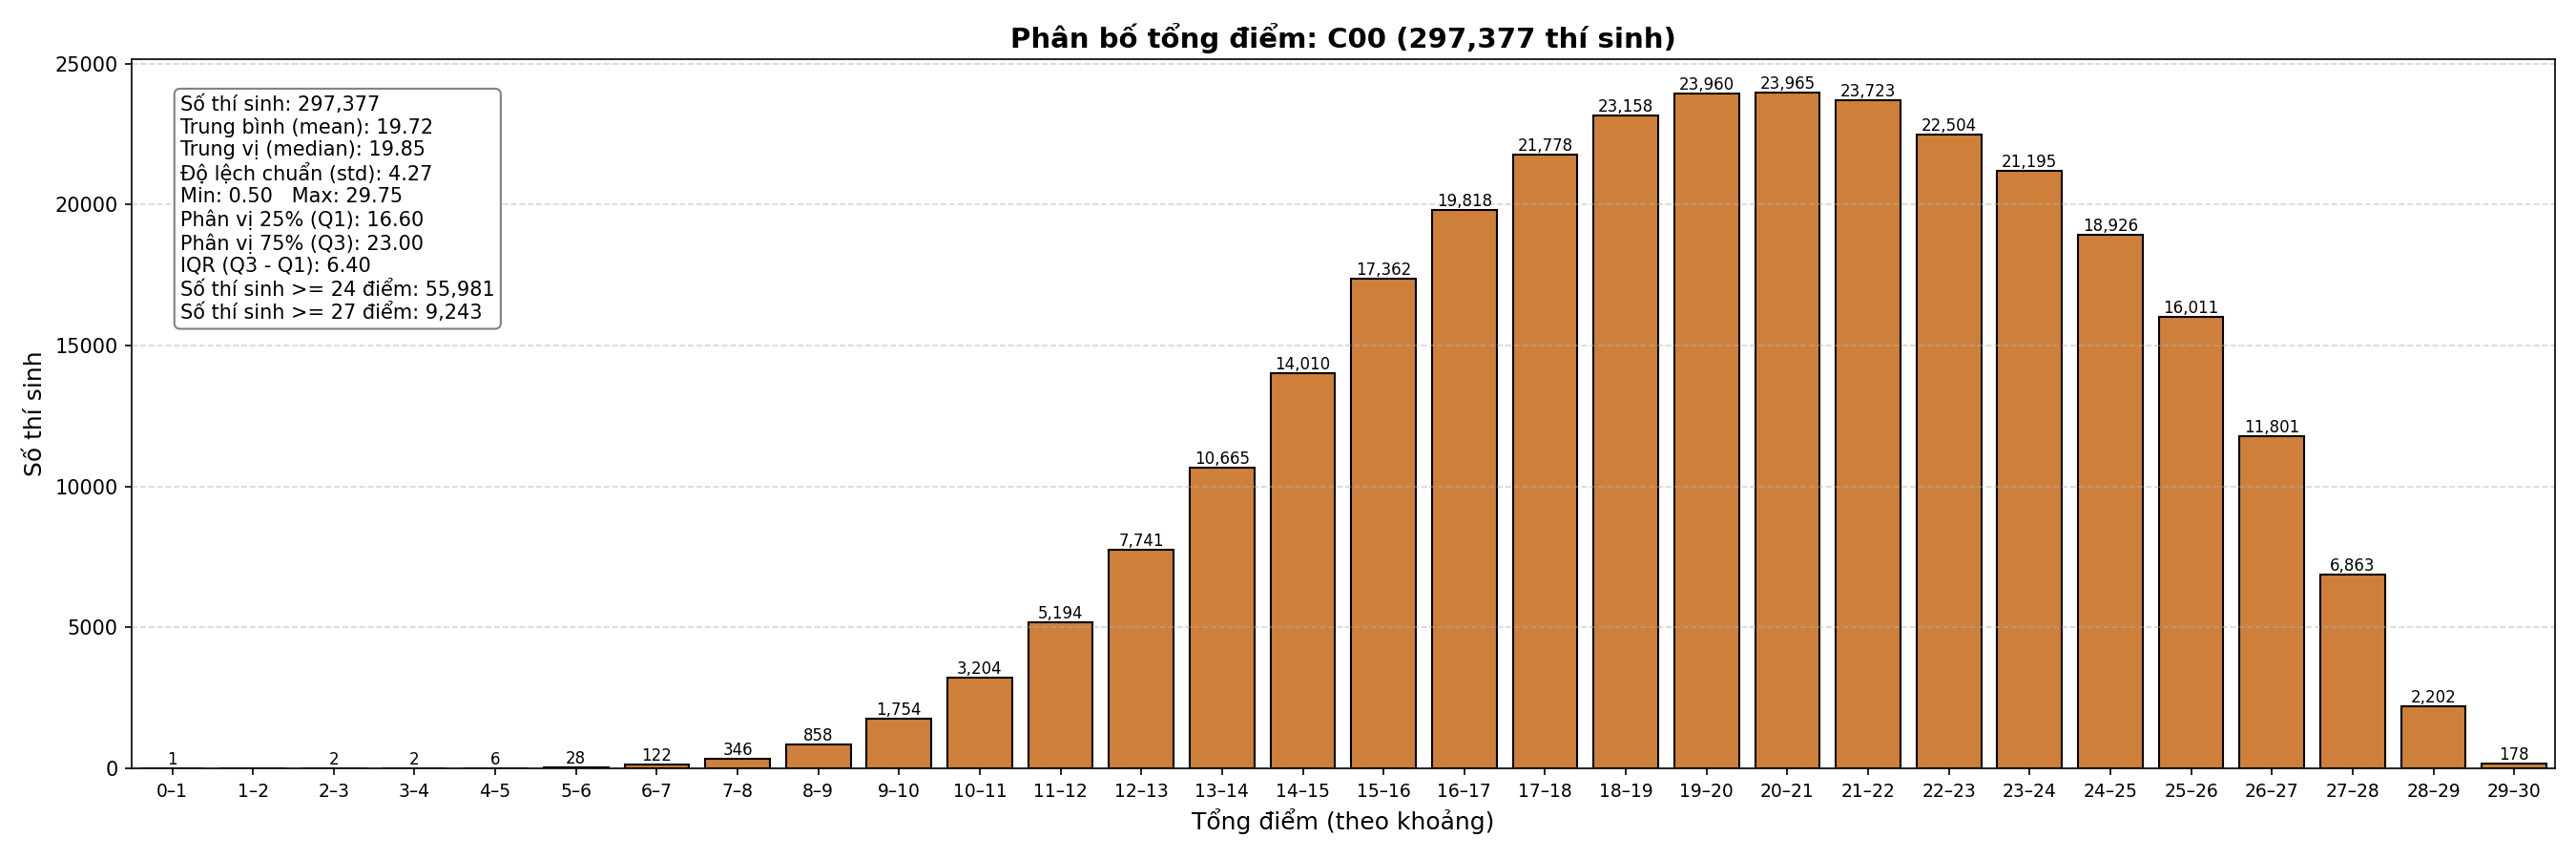 Phân bố tổng điểm: C00 (297,377 thí sinh)
Số thí sinh: 297,377
Trung bình (mean): 19.72
Trung vị (median): 19.85
Độ lệch chuẩn (std): 4.27
Min: 0.50   Max: 29.75
Phân vị 25% (Q1): 16.60
Phân vị 75% (Q3): 23.00
IQR (Q3 - Q1): 6.40
Số thí sinh >= 24 điểm: 55,981
Số thí sinh >= 27 điểm: 9,243
Số thí sinh
25000
20000
15000
10000
5000
0
1
2
2
6
28
122
346
858
1,754
3,204
5,194
7,741
10,665
14,010
17,362
19,818
21,778
23,158
23,960
23,965
23,723
22,504
21,195
18,926
16,011
11,801
6,863
2,202
178
0–1 1–2 2–3 3–4 4–5 5–6 6–7 7–8 8–9 9–10 10–11 11–12 12–13 13–14 14–15 15–16 16–17 17–18 18–19 19–20 20–21 21–22 22–23 23–24 24–25 25–26 26–27 27–28 28–29 29–30
Tổng điểm (theo khoảng)